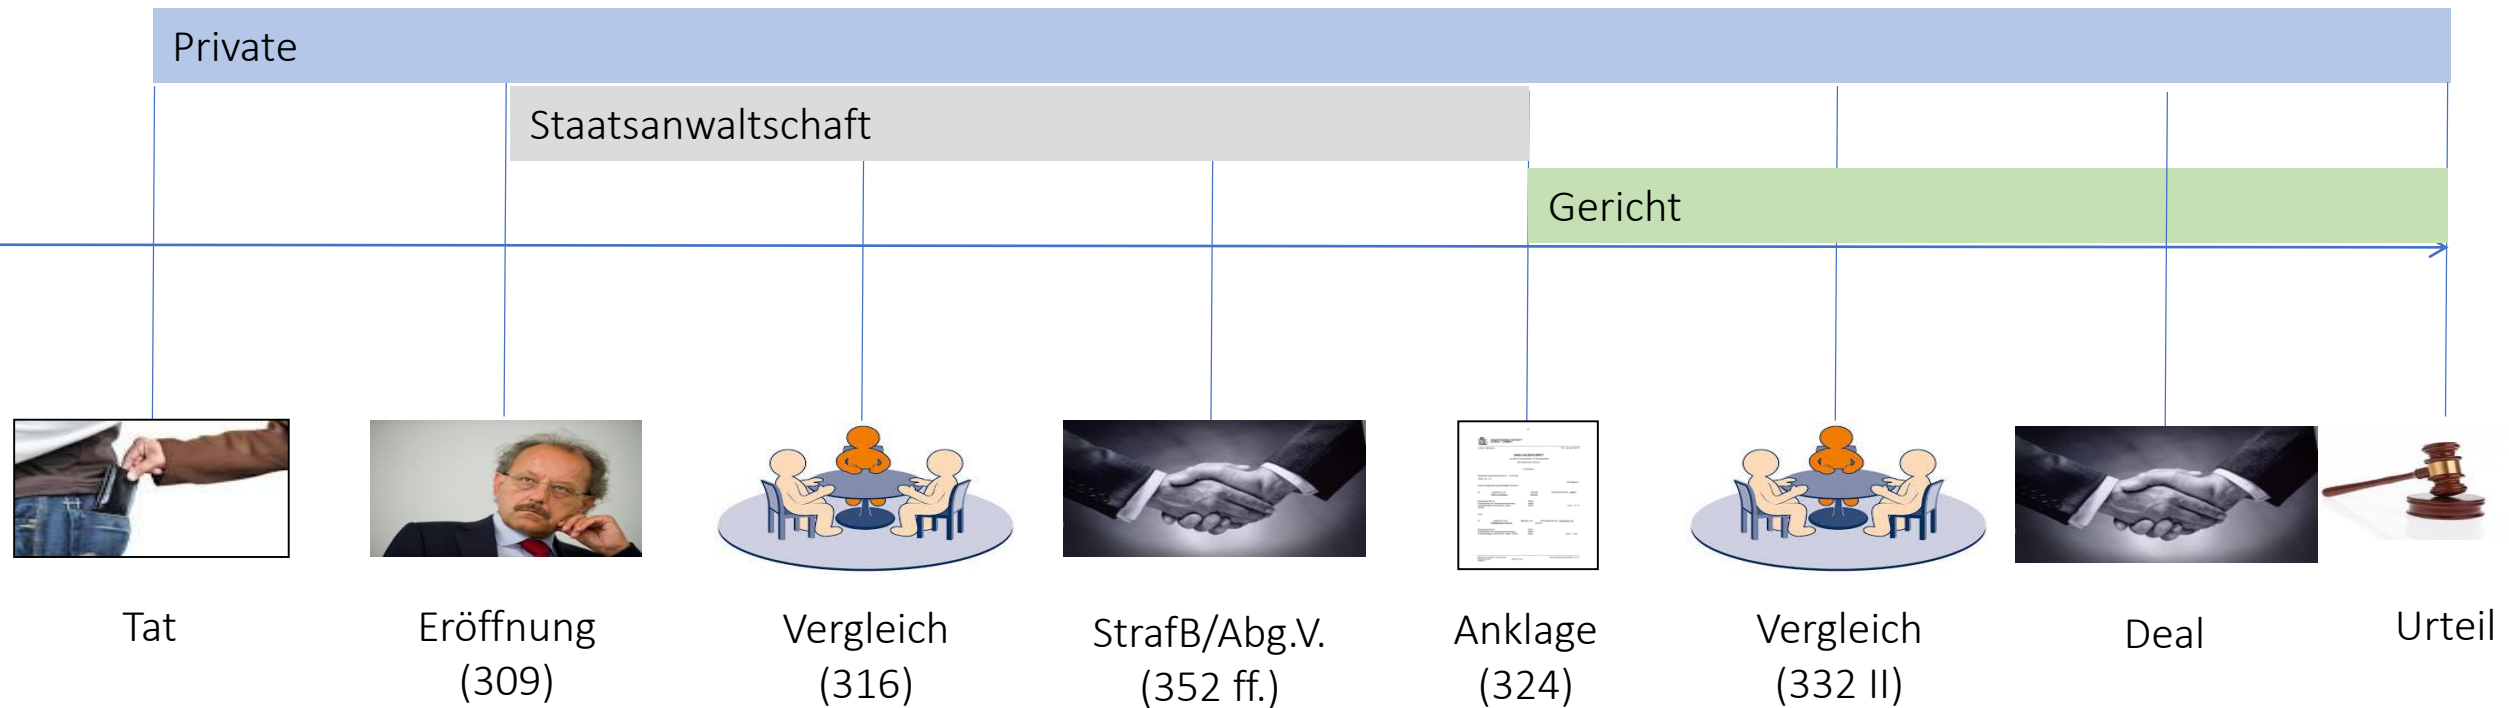 Private
Staatsanwaltschaft
Gericht
Tat
Eröffnung
(309)
Vergleich
(316)
StrafB/Abg.V.
(352 ff.)
Anklage
(324)
Vergleich
(332 II)
Deal
Urteil